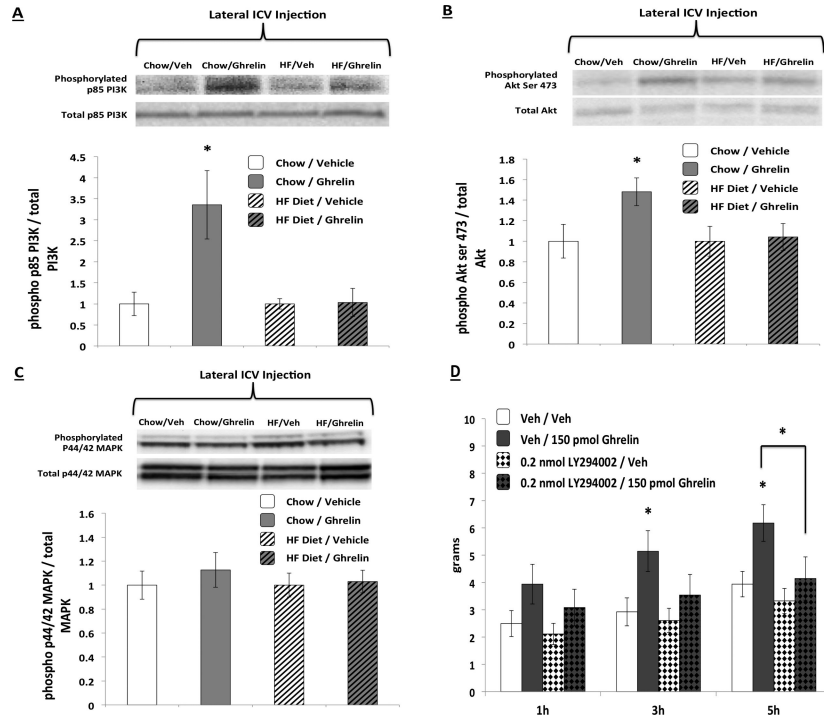 A
Lateral ICV Injection
Chow/Veh Chow/Ghrelin HF/Veh HF/Ghrelin
Phosphorylated
p85 PI3K
Total p85 PI3K
phospho p85 PI3K / total
PI3K
4.5
4
3.5
3
2.5
2
1.5
1
0.5
0
*
Chow / Vehicle
Chow / Ghrelin
HF Diet / Vehicle
HF Diet / Ghrelin
B
Lateral ICV Injection
Chow/Veh Chow/Ghrelin HF/Veh HF/Ghrelin
Phosphorylated
Akt Ser 473
Total Akt
phospho Akt ser 473 / total
Akt
1.8
1.6
1.4
1.2
1
0.8
0.6
0.4
0.2
0
*
Chow / Vehicle
Chow / Ghrelin
HF Diet / Vehicle
HF Diet / Ghrelin
C
Lateral ICV Injection
Chow/Veh Chow/Ghrelin HF/Veh HF/Ghrelin
Phosphorylated
P44/42 MAPK
Total p44/42 MAPK
phospho p44/42 MAPK / total
MAPK
1.6
1.4
1.2
1
0.8
0.6
0.4
0.2
0
Chow / Vehicle
Chow / Ghrelin
HF Diet / Vehicle
HF Diet / Ghrelin
D
Veh / Veh
Veh / 150 pmol Ghrelin
0.2 nmol LY294002 / Veh
0.2 nmol LY294002 / 150 pmol Ghrelin
grams
10
9
8
7
6
5
4
3
2
1
0
*
*
*
1h 3h 5h